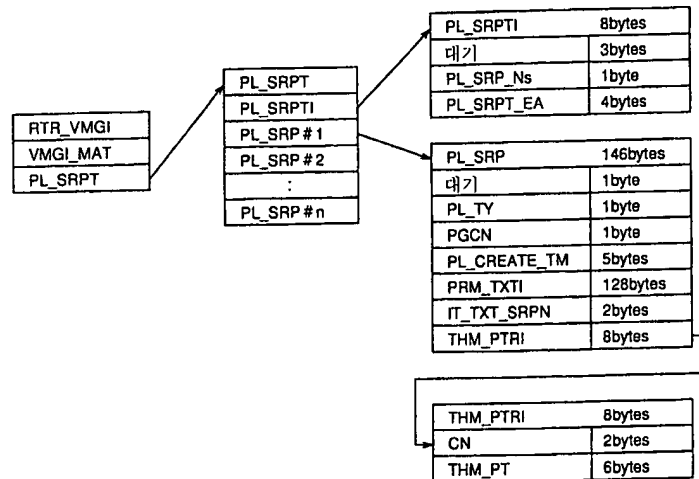 RTR_VMGI
VMGI_MAT
PL_SRPT
PL_SRPT
PL_SRPTI
PL_SRP#1
PL_SRP#2
:
PL_SRP#n
PL_SRPTI 8bytes
대기 3bytes
PL_SRP_Ns 1byte
PL_SRPT_EA 4bytes
PL_SRP 146bytes
대기 1byte
PL_TY 1byte
PGCN 1byte
PL_CREATE_TM 5bytes
PRM_TXTI 128bytes
IT_TXT_SRPN 2bytes
THM_PTRI 8bytes
THM_PTRI 8bytes
CN 2bytes
THM_PT 6bytes